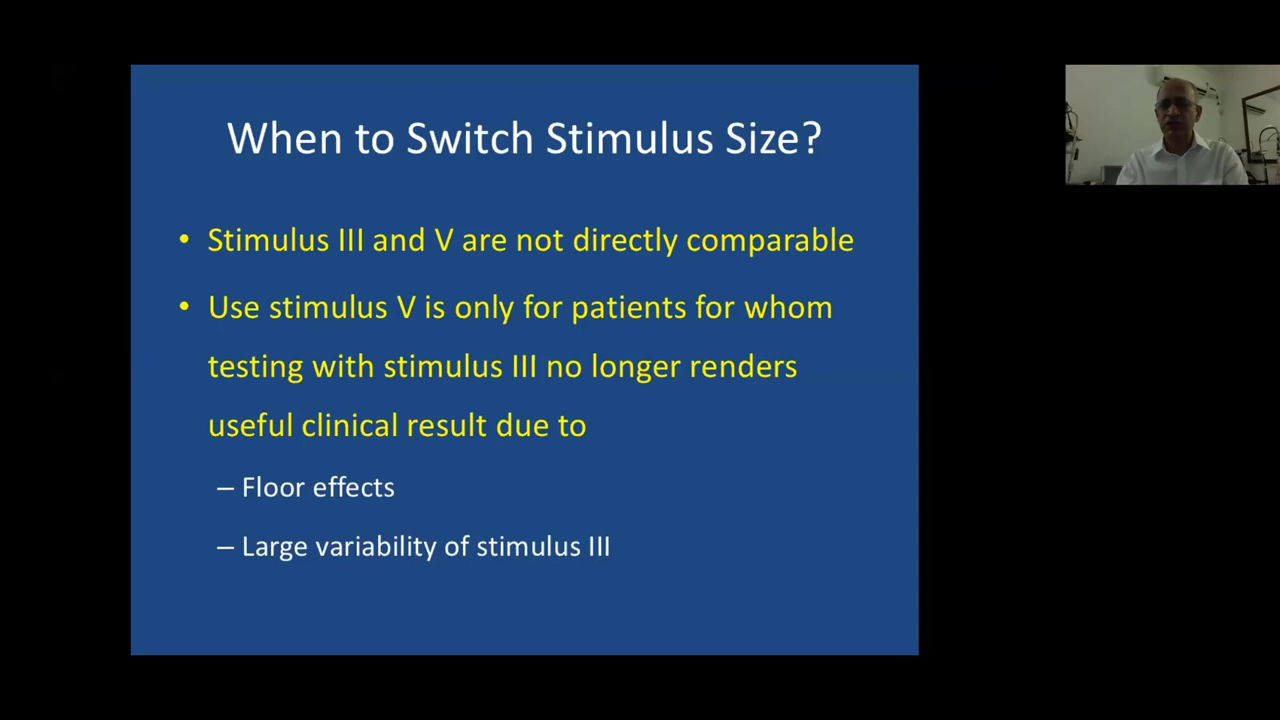 When to Switch Stimulus Size?
• Stimulus III and V are not directly comparable
• Use stimulus V is only for patients for whom
testing with stimulus III no longer renders
useful clinical result due to
– Floor effects
– Large variability of stimulus III